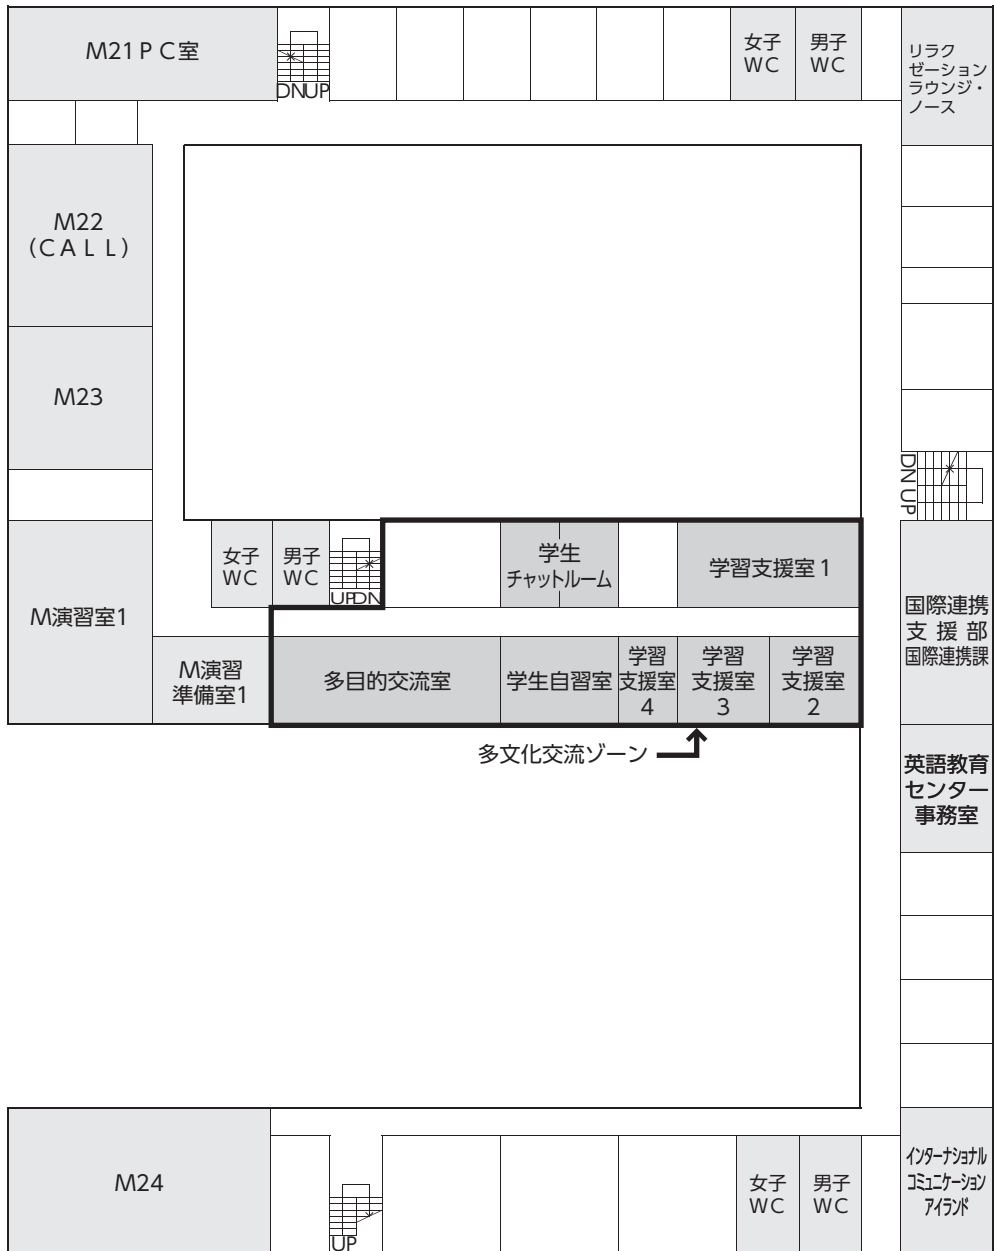 M21ＰＣ室
DNUP
女子
WC
男子
WC
リラク
ゼーション
ラウンジ・
ノース
M22
（ＣＡＬＬ）
M23
DN UP
女子
WC
男子
WC
UPDN
学生
チャットルーム
学習支援室1
M演習室1
国際連携
支援部
国際連携課
M演習
準備室1
多目的交流室
学生自習室
学習
支援室
4
学習
支援室
3
学習
支援室
2
多文化交流ゾーン
英語教育
センター
事務室
M24
UP
女子
WC
男子
WC
インターナショナル
コミュニケーション
アイランド